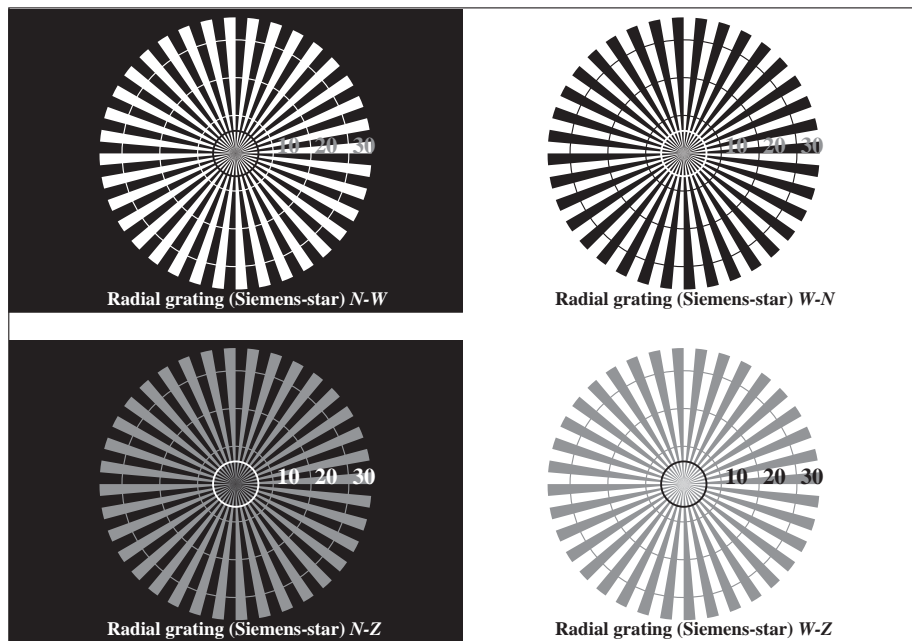 10 20 30
Radial grating (Siemens-star) N-W
10 20 30
Radial grating (Siemens-star) W-N
10 20 30
Radial grating (Siemens-star) N-Z
10 20 30
Radial grating (Siemens-star) W-Z